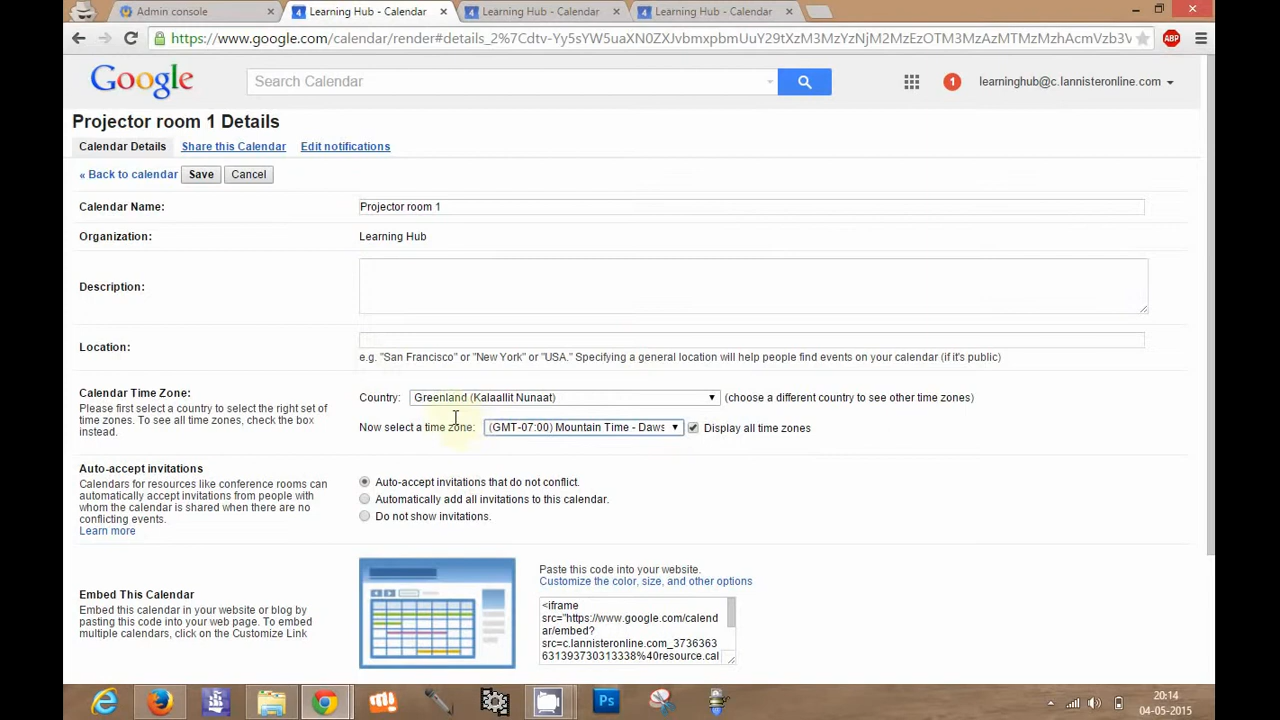 Admin console
Learning Hub - Calendar
Learning Hub - Calendar
Learning Hub - Calendar
https://www.google.com/calendar/render#details_2%7Cdtv-Yy5sYW5uaXN0ZXJvbmxpbmUuY29tXzM3MzYzNjM2MzEzOTM3MzAzMTMzMzhAcmVzb3V
ABP
Google
Search Calendar
1
learninghub@c.lannisteronline.com
Projector room 1 Details
Calendar Details
Share this Calendar
Edit notifications
« Back to calendar
Save
Cancel
Calendar Name:
Projector room 1
Organization:
Learning Hub
Description:
Location:
e.g. "San Francisco" or "New York" or "USA." Specifying a general location will help people find events on your calendar (if it's public)
Calendar Time Zone:
Please first select a country to select the right set of
time zones. To see all time zones, check the box
instead.
Country:
Greenland (Kalaallit Nunaat)
(choose a different country to see other time zones)
Now select a time zone:
(GMT-07:00) Mountain Time - Daws
Display all time zones
Auto-accept invitations
Calendars for resources like conference rooms can
automatically accept invitations from people with
whom the calendar is shared when there are no
conflicting events.
Learn more
Auto-accept invitations that do not conflict.
Automatically add all invitations to this calendar.
Do not show invitations.
Embed This Calendar
Embed this calendar in your website or blog by
pasting this code into your web page. To embed
multiple calendars, click on the Customize Link
Paste this code into your website.
Customize the color, size, and other options
<iframe
src="https://www.google.com/calend
ar/embed?
src=c.lannisteronline.com_3736363
631393730313338%40resource.cal
Ps
20:14
04-05-2015